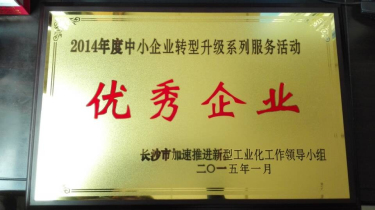 2014年度中小企业转型升级系列服务活动
优秀企业
长沙市加速推进新型工业化工作领导小组
二〇一五年一月